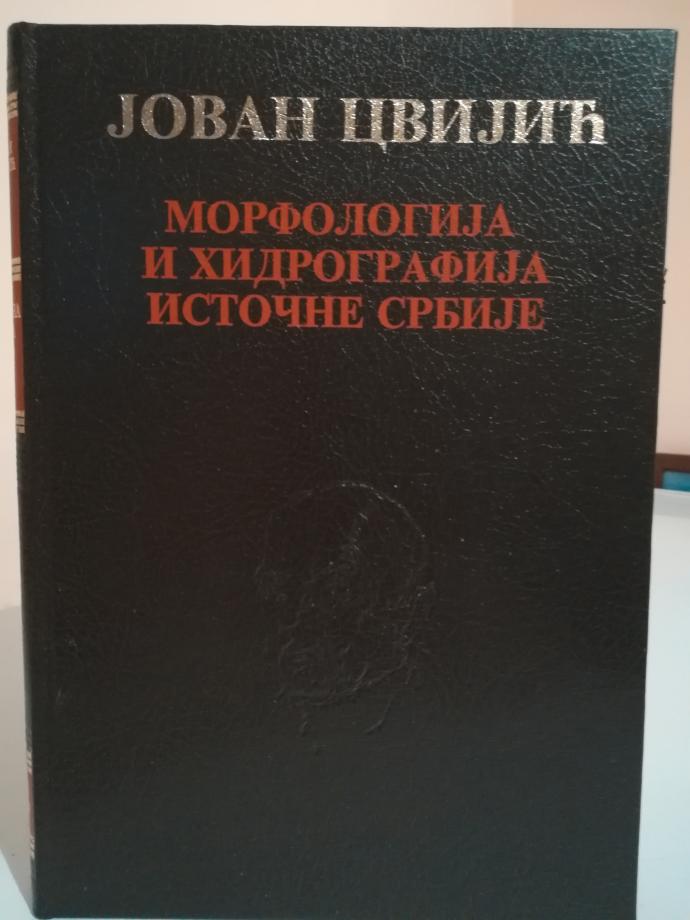 ЈОВАН ЦВИЈИЋ
МОРФОЛОГИЈА
И ХИДРОГРАФИЈА
ИСТОЧНЕ СРБИЈЕ